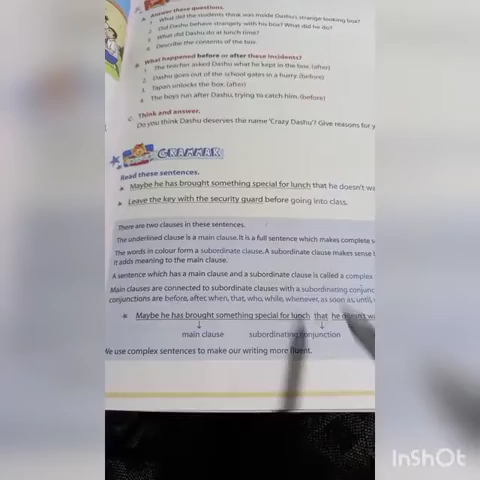 A. Answer these questions.
1. What did the students think was inside Dashu's strange-looking box?
2. Did Dashu behave strangely with his box? What did he do?
3. What did Dashu do at lunch time?
4. Describe the contents of the box.
B. What happened before or after these incidents?
1. The teacher asked Dashu what he kept in the box. (after)
2. Dashu goes out of the school gates in a hurry. (before)
3. Tapan unlocks the box. (after)
4. The boys run after Dashu, trying to catch him. (before)
C. Think and answer.
Do you think Dashu deserves the name 'Crazy Dashu'? Give reasons for y
GRAMMAR
Read these sentences.
Maybe he has brought something special for lunch that he doesn't wa
Leave the key with the security guard before going into class.
There are two clauses in these sentences.
The underlined clause is a main clause. It is a full sentence which makes complete s
The words in colour form a subordinate clause. A subordinate clause makes sense
It adds meaning to the main clause.
A sentence which has a main clause and a subordinate clause is called a complex
Main clauses are connected to subordinate clauses with a subordinating conjunc
conjunctions are before, after, when, that, who, while, whenever, as soon as, until,
Maybe he has brought something special for lunch that he doesn't wa
main clause subordinating conjunction
We use complex sentences to make our writing more fluent.
InShOt